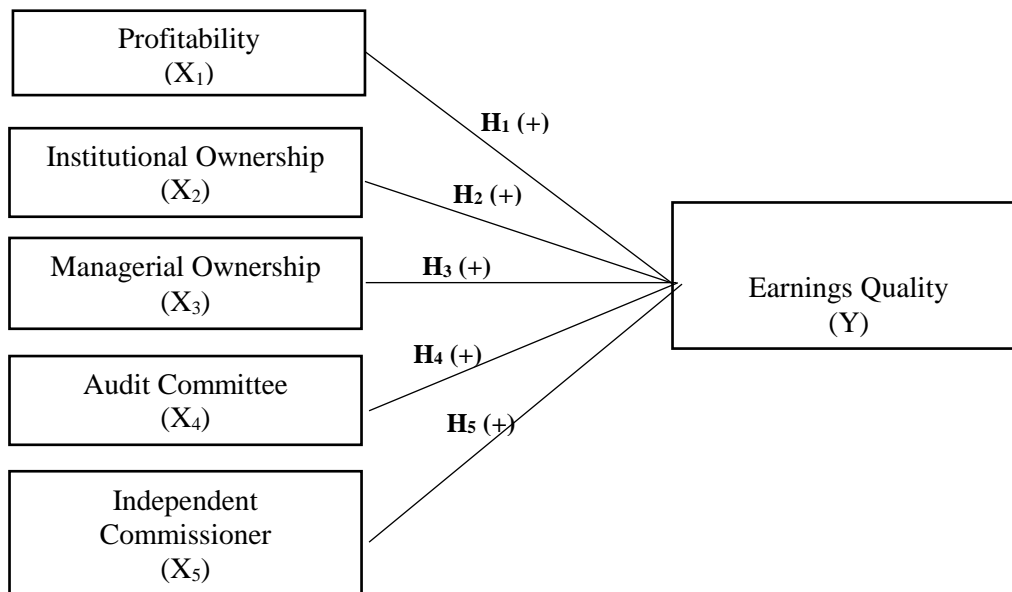 Profitability
(X₁)
H₁ (+)
Institutional Ownership
(X₂)
H₂ (+)
Managerial Ownership
(X₃)
H₃ (+)
Earnings Quality
(Y)
Audit Committee
(X₄)
H₄ (+)
H₅ (+)
Independent
Commissioner
(X₅)